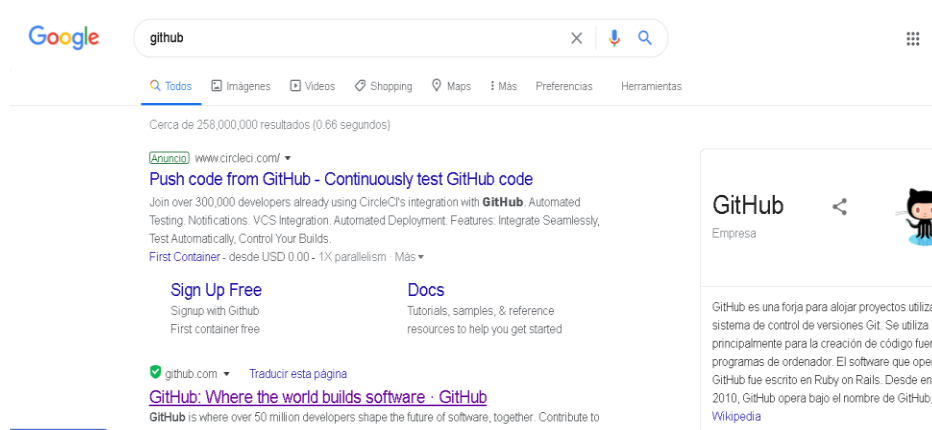 Google
github
Todos Imágenes Videos Shopping Maps Más Preferencias Herramientas
Cerca de 258,000,000 resultados (0.66 segundos)
Anuncio www.circleci.com/
Push code from GitHub - Continuously test GitHub code
Join over 300,000 developers already using CircleCI's integration with GitHub. Automated
Testing. Notifications. VCS Integration. Automated Deployment. Features: Integrate Seamlessly,
Test Automatically, Control Your Builds.
First Container - desde USD 0.00 - 1X parallelism · Más
Sign Up Free
Signup with Github
First container free
Docs
Tutorials, samples, & reference
resources to help you get started
github.com Traducir esta página
GitHub: Where the world builds software · GitHub
GitHub is where over 50 million developers shape the future of software, together. Contribute to
GitHub
Empresa
GitHub es una forja para alojar proyectos
sistema de control de versiones Git. Se utiliza
principalmente para la creación de código
programas de ordenador. El software que
GitHub fue escrito en Ruby on Rails. Desde
2010, GitHub opera bajo el nombre de GitHub,
Wikipedia